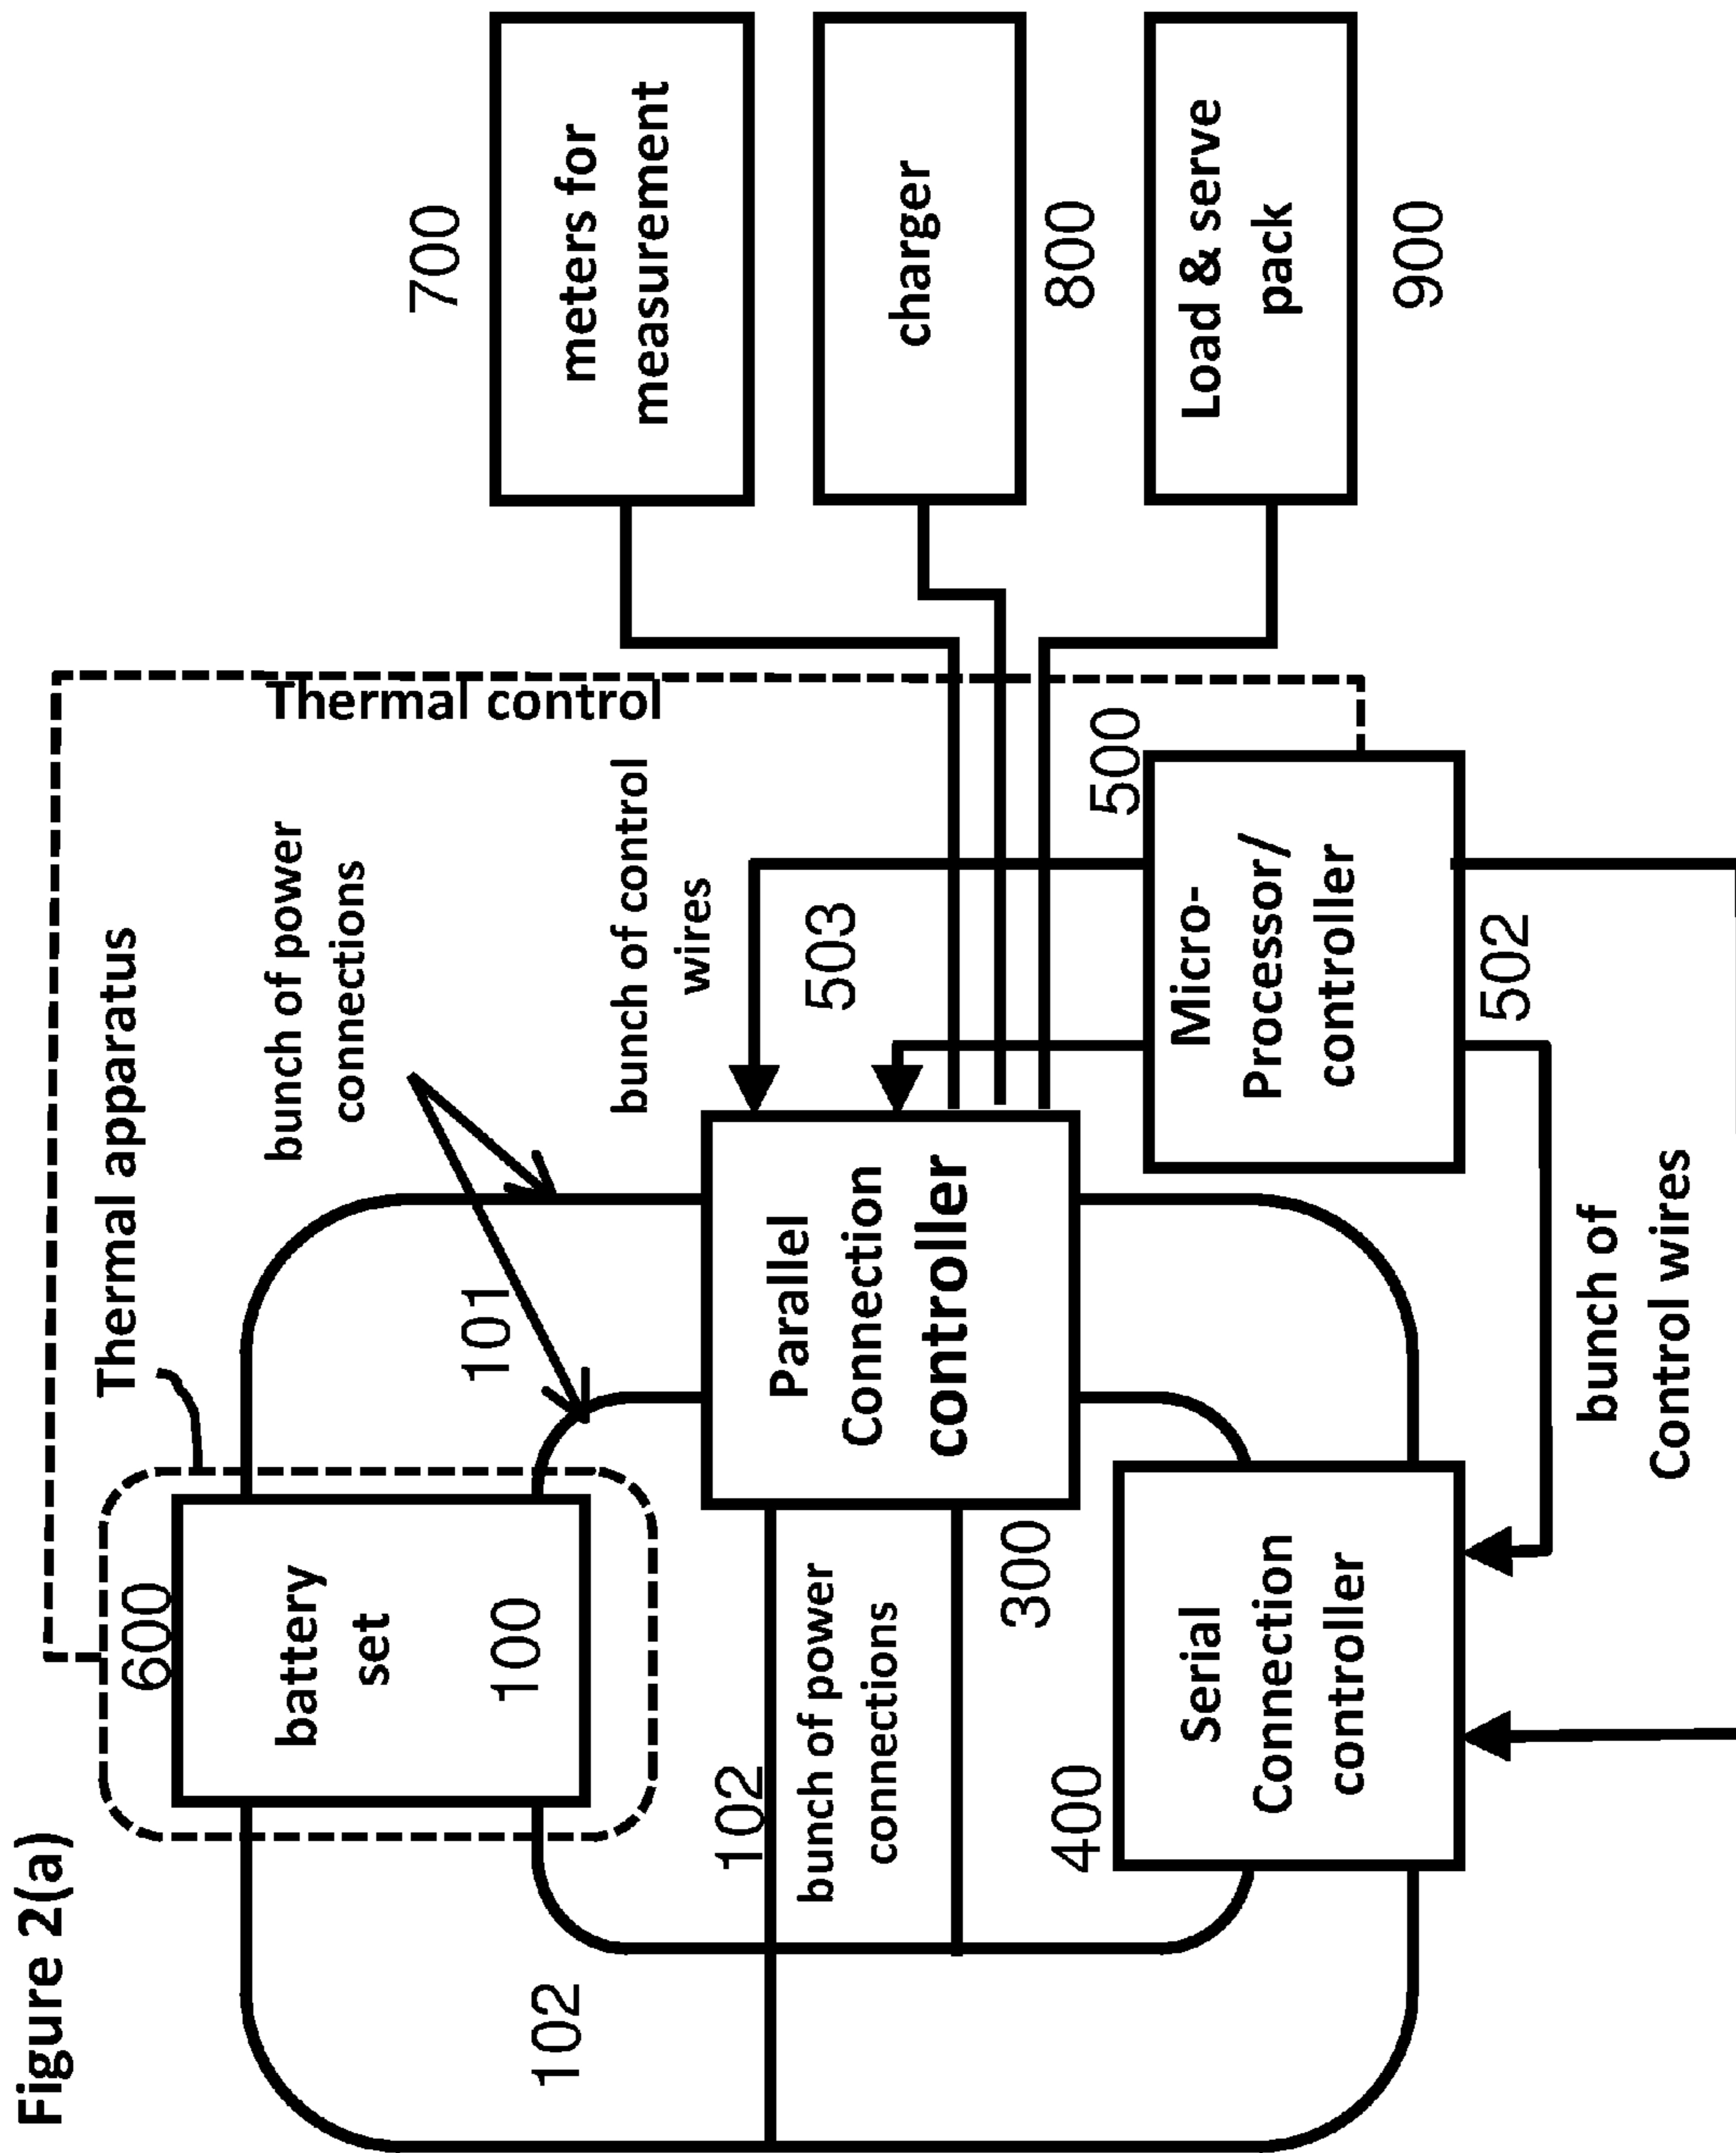 Figure 2(a)
Thermal apparatus
600
battery
set
100
Thermal control
bunch of power
connections
101
102
102
bunch of power
connections
bunch of control
wires
503
Parallel
Connection
controller
300
400
Serial
Connection
controller
500
Micro-
Processor/
controller
502
bunch of
Control wires
700
meters for
measurement
charger
800
Load & serve
pack
900